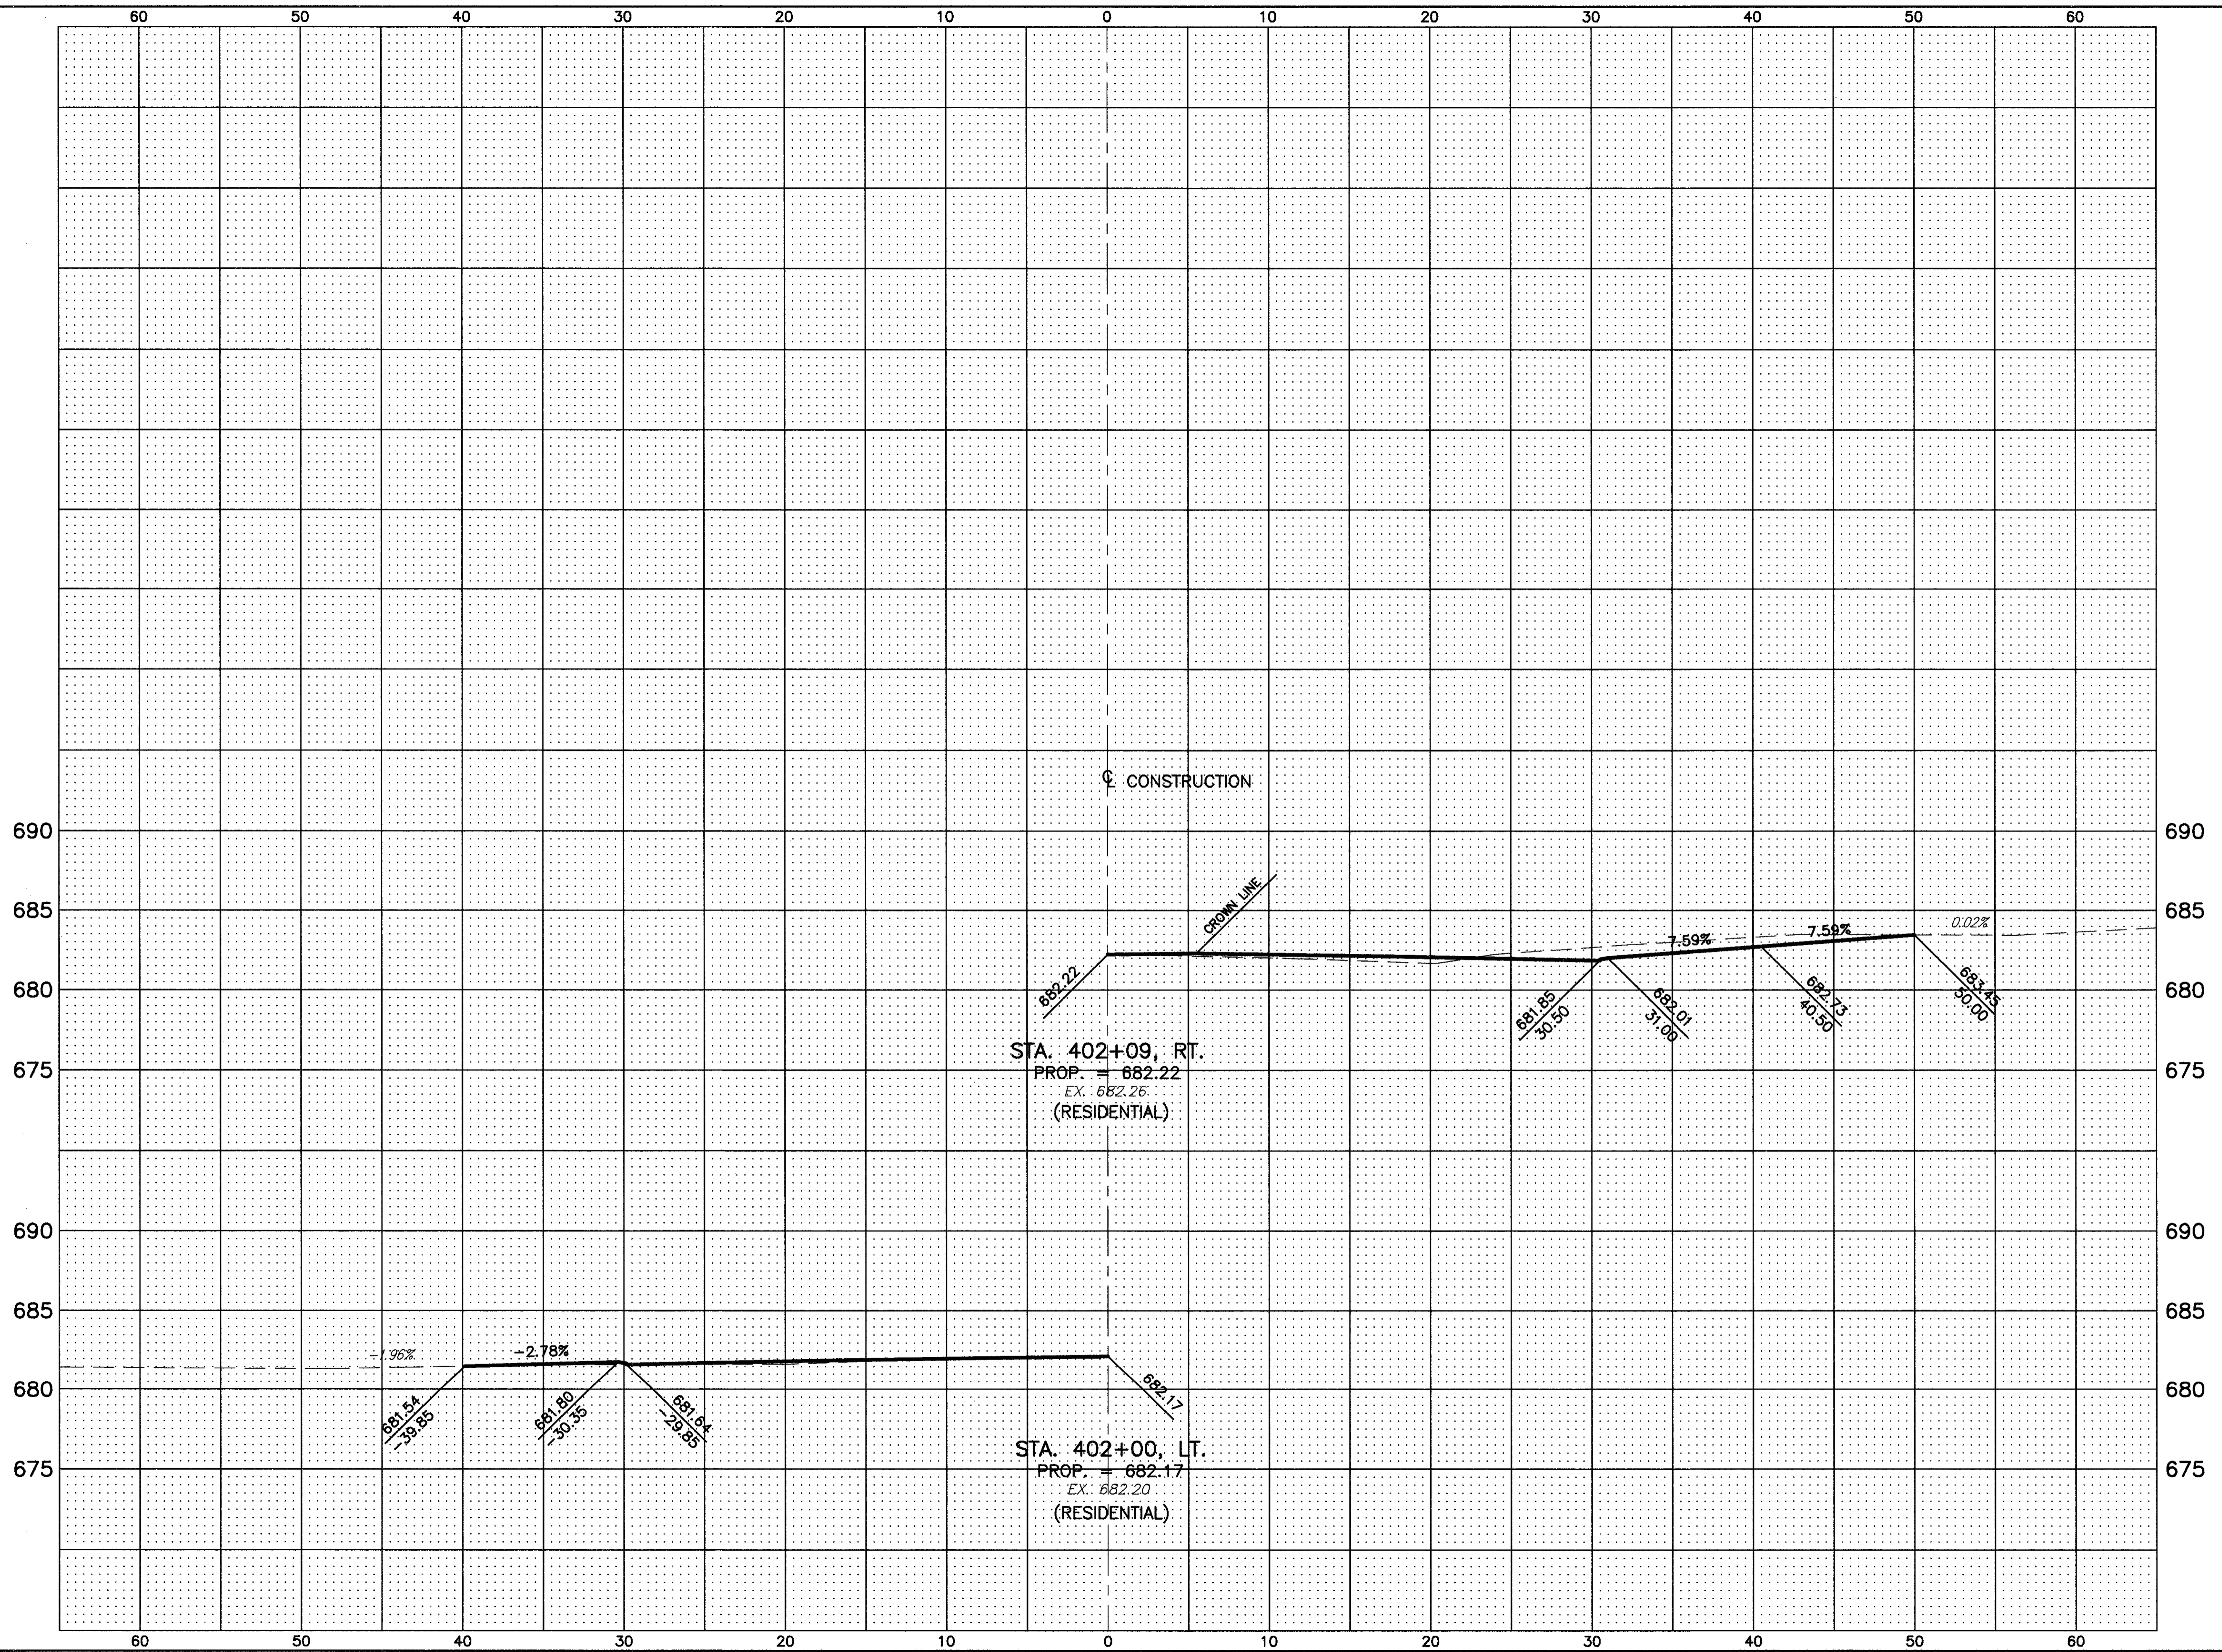 60 50 40 30 20 10 0 10 20 30 40 50 60
℄ CONSTRUCTION
690 690
CROWN LINE
685 685
7.59% 7.59% 0.02%
682.22
680 680
681.85
30.50
682.01
31.00
682.73
40.50
683.45
50.00
STA. 402+09, RT.
675 675
PROP. = 682.22
EX. 682.26
(RESIDENTIAL)
690 690
685 685
-1.96% -2.78%
680 680
681.54
-39.85
681.80
-30.35
681.64
-29.85
682.17
STA. 402+00, LT.
675 675
PROP. = 682.17
EX. 682.20
(RESIDENTIAL)
60 50 40 30 20 10 0 10 20 30 40 50 60